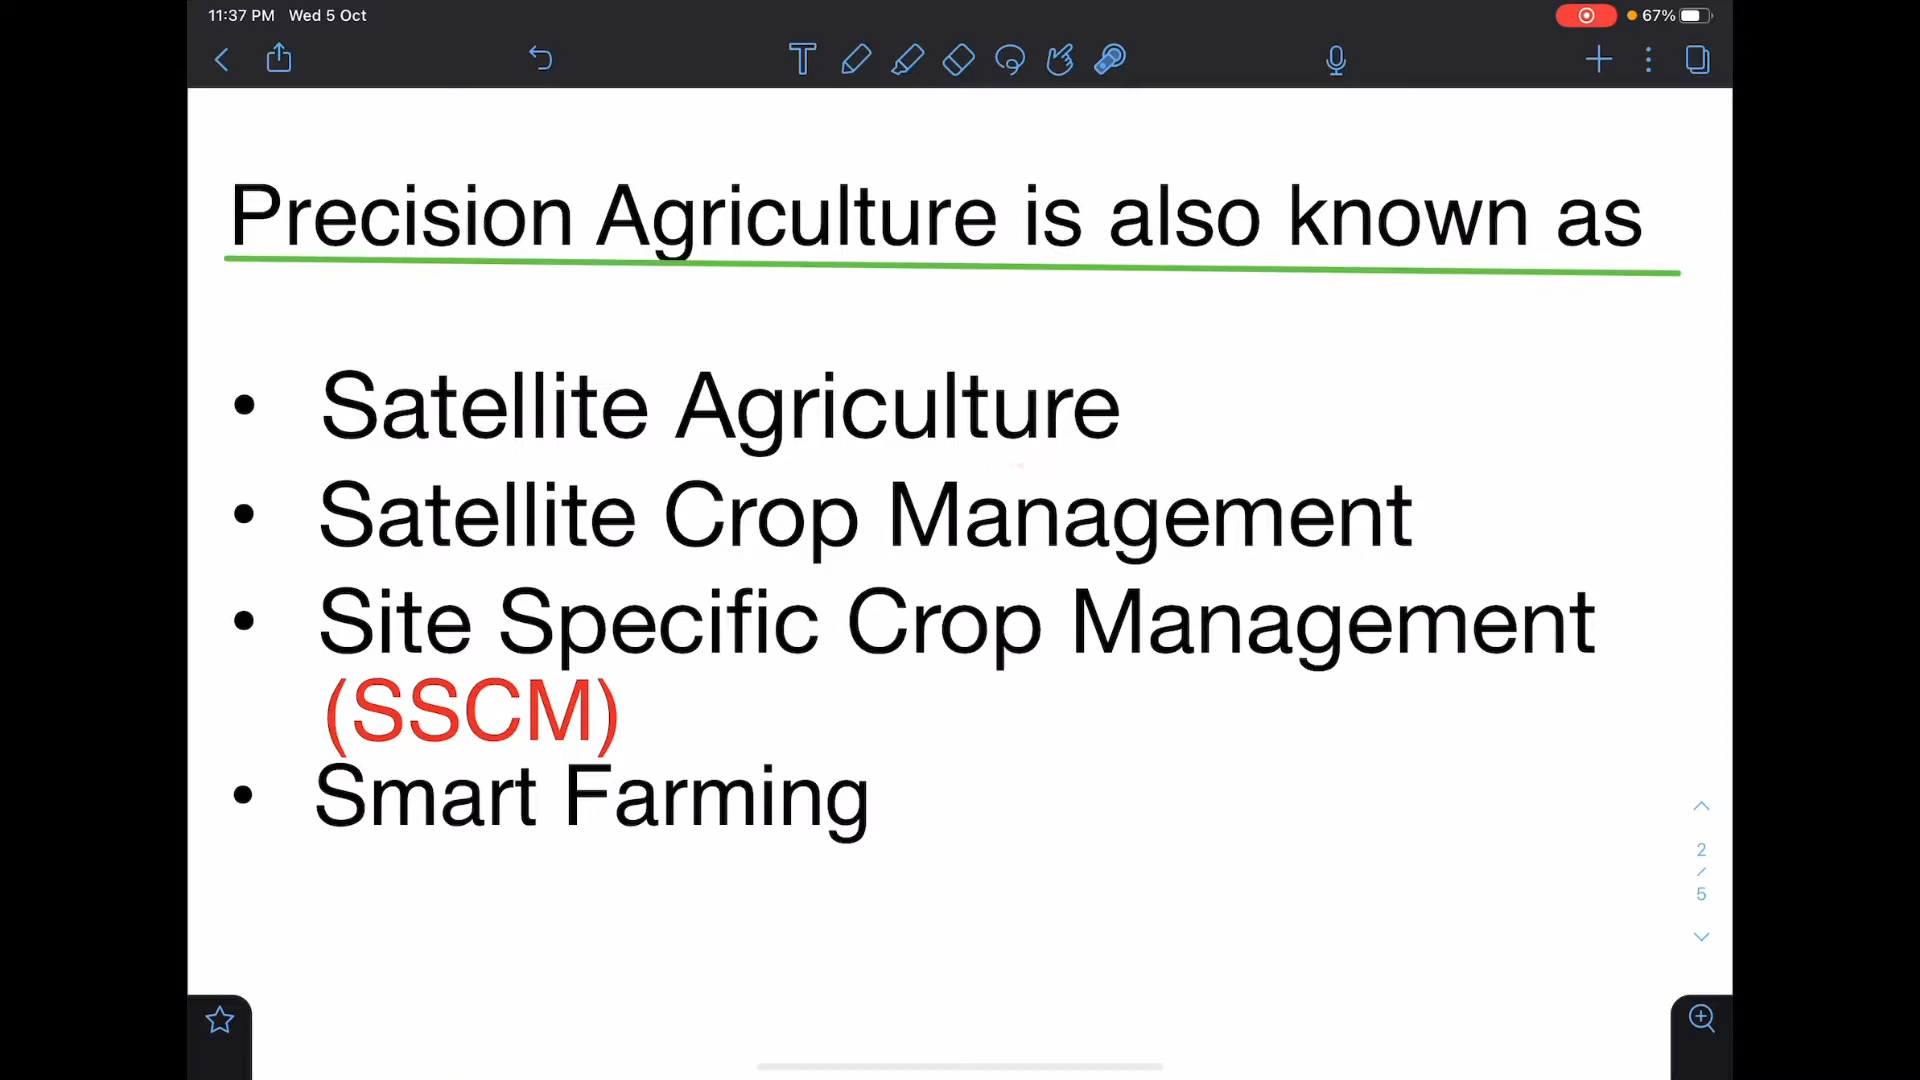 11:37 PM Wed 5 Oct
67%
Precision Agriculture is also known as
• Satellite Agriculture
• Satellite Crop Management
• Site Specific Crop Management
(SSCM)
• Smart Farming
2
/
5